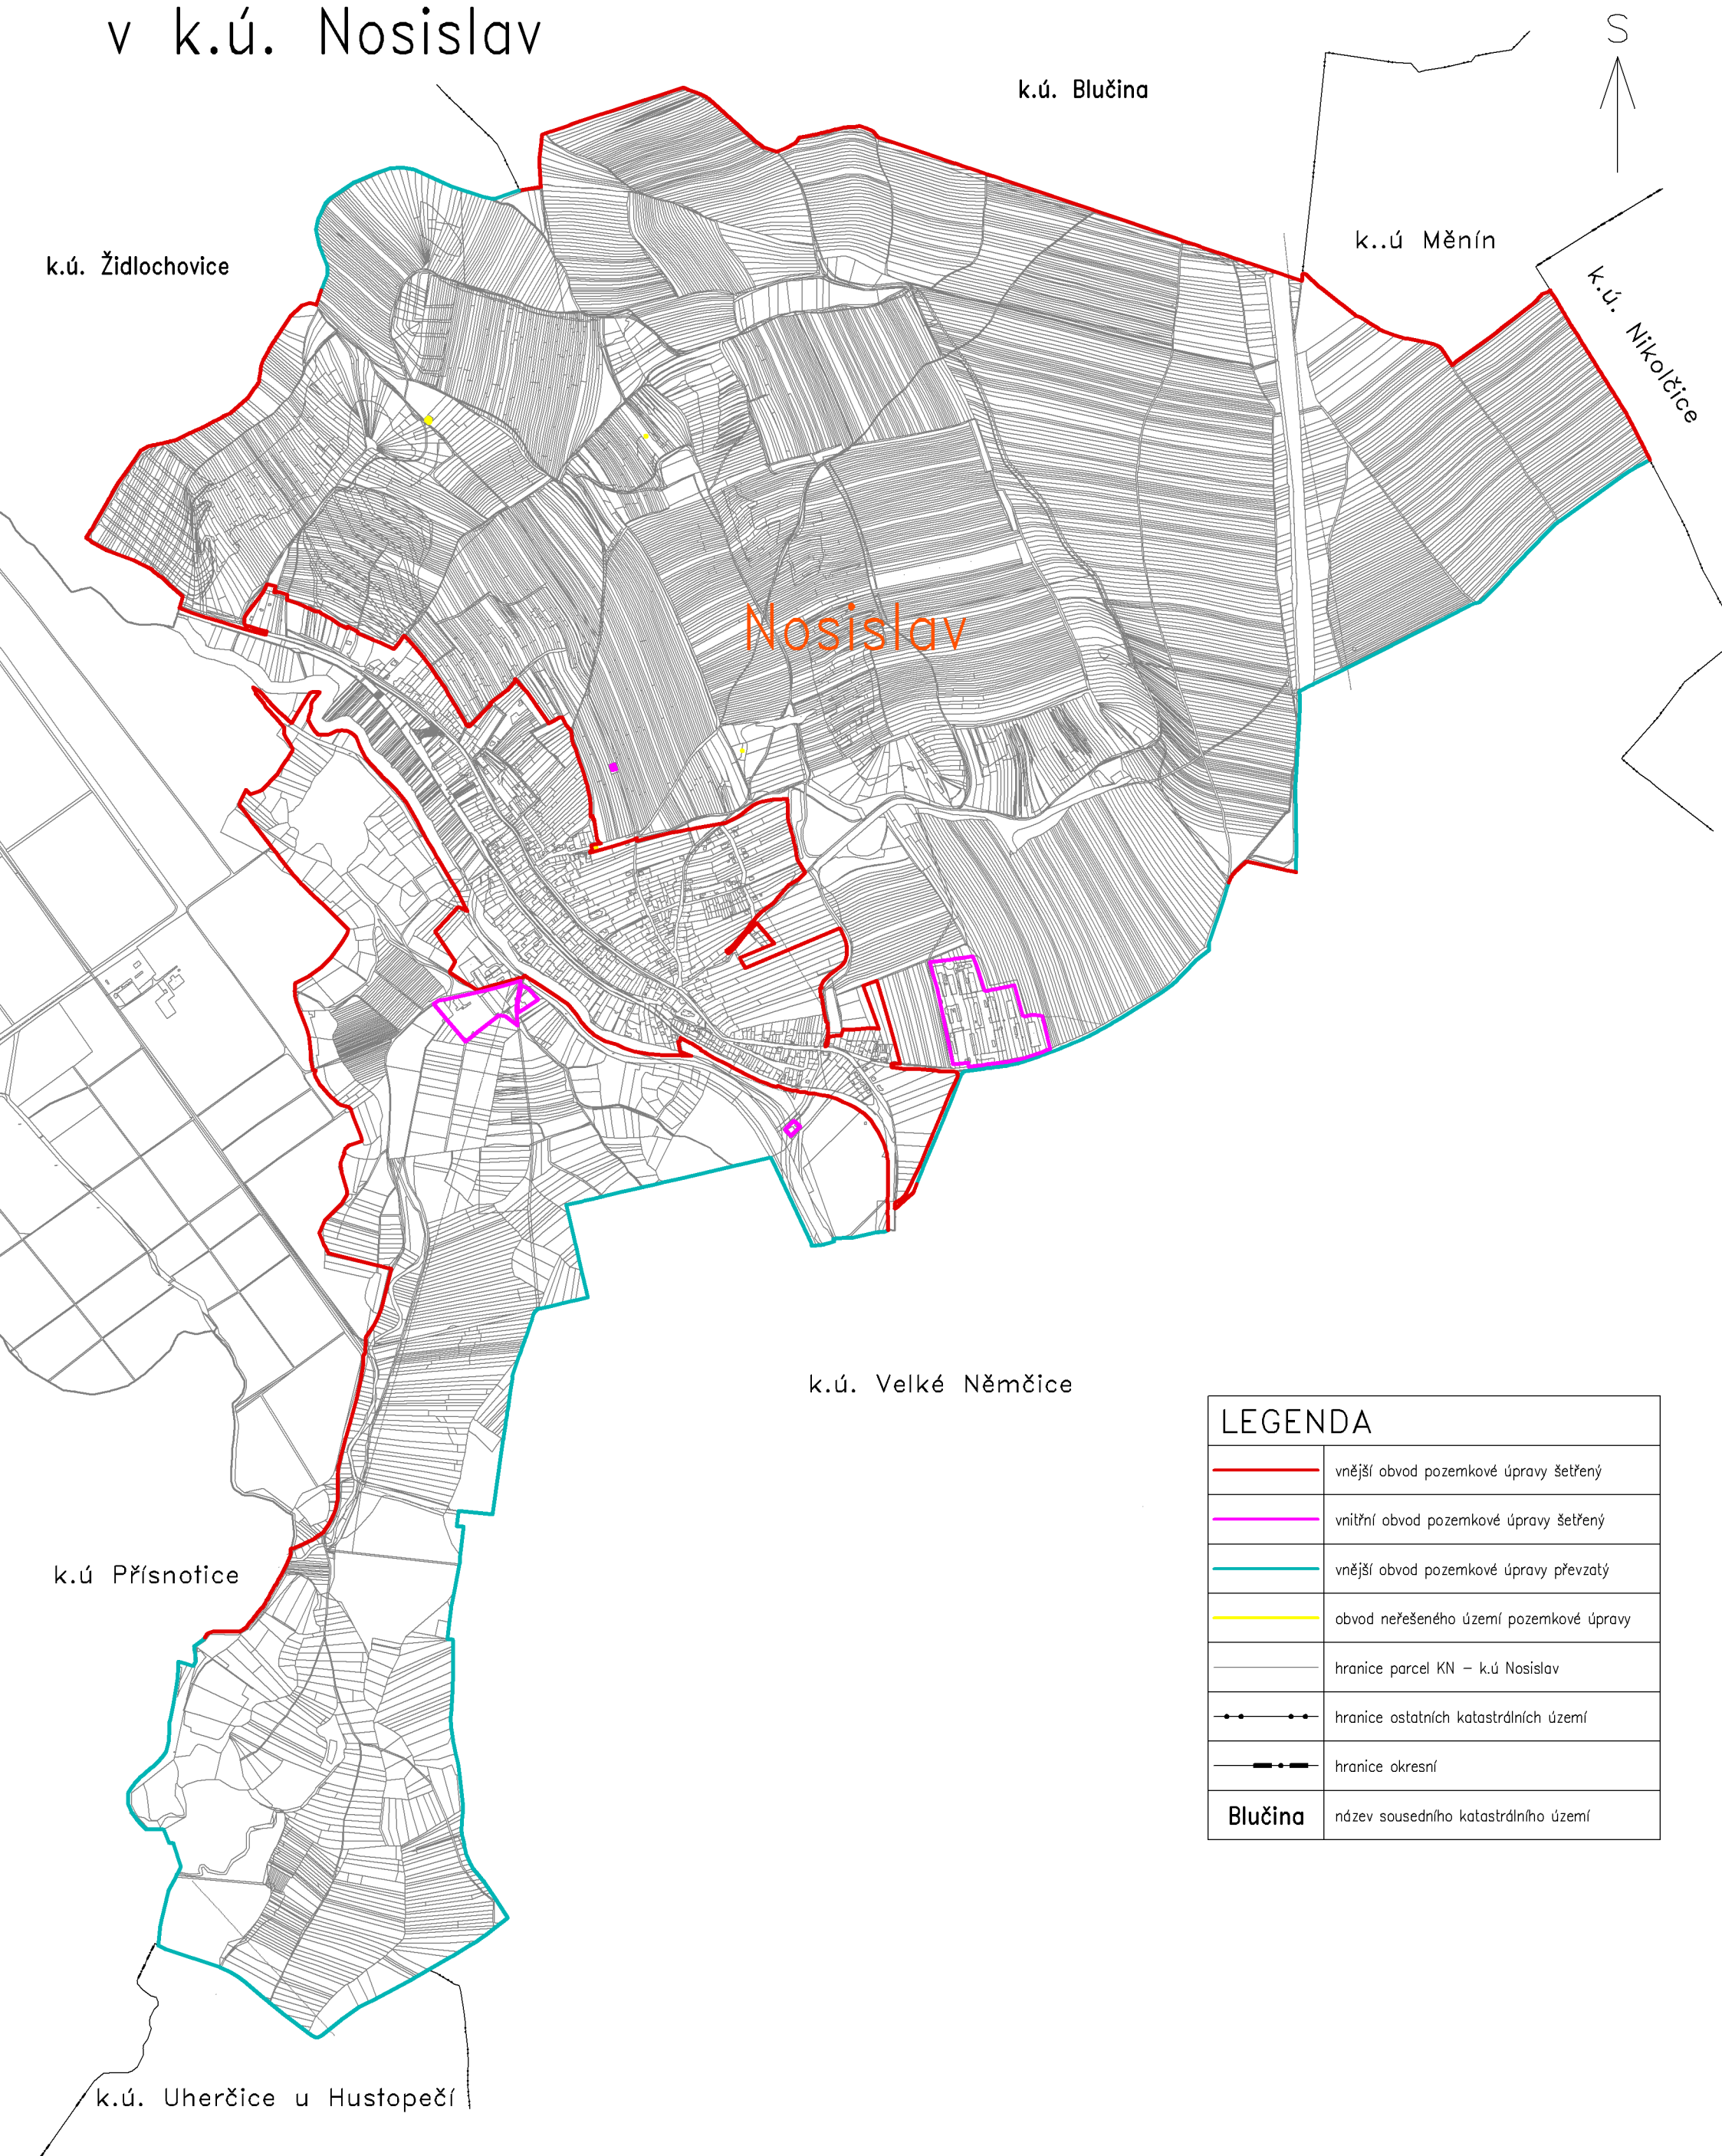 v k.ú. Nosislav
S
k.ú. Blučina
k..ú Měnín
k.ú. Židlochovice
k.ú. Nikolčice
Nosislav
k.ú. Velké Němčice
LEGENDA
vnější obvod pozemkové úpravy šetřený
vnitřní obvod pozemkové úpravy šetřený
vnější obvod pozemkové úpravy převzatý
obvod neřešeného území pozemkové úpravy
hranice parcel KN – k.ú Nosislav
hranice ostatních katastrálních území
hranice okresní
Blučina název sousedního katastrálního území
k.ú Přísnotice
k.ú. Uherčice u Hustopečí